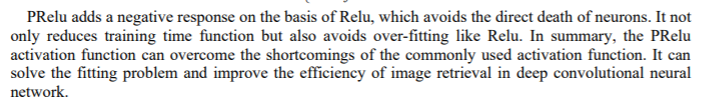 PRelu adds a negative response on the basis of Relu, which avoids the direct death of neurons. It not
only reduces training time function but also avoids over-fitting like Relu. In summary, the PRelu
activation function can overcome the shortcomings of the commonly used activation function. It can
solve the fitting problem and improve the efficiency of image retrieval in deep convolutional neural
network.